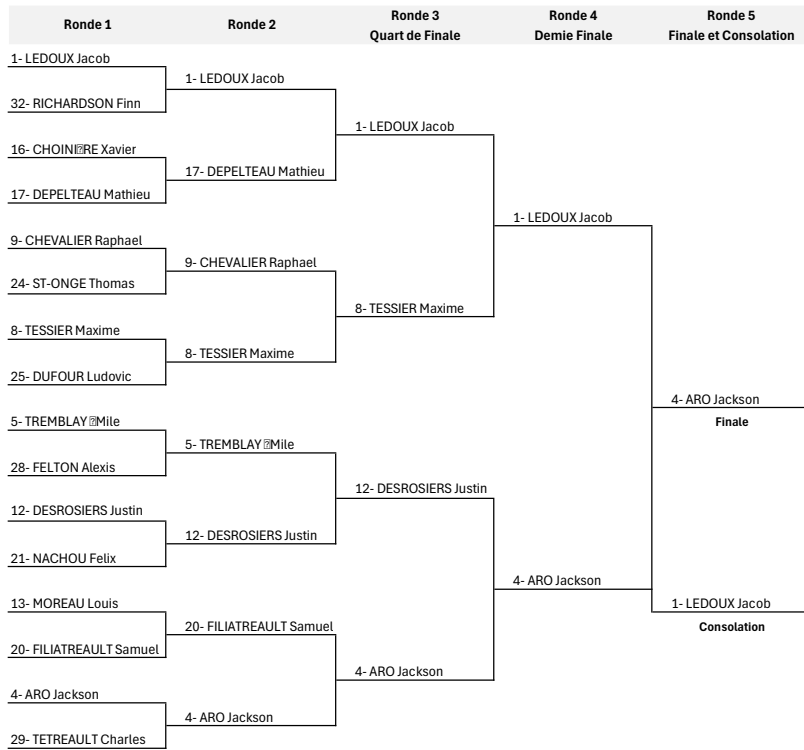 Ronde 1
Ronde 2
Ronde 3
Quart de Finale
Ronde 4
Demie Finale
Ronde 5
Finale et Consolation
1- LEDOUX Jacob
32- RICHARDSON Finn
16- CHOIN�RE Xavier
17- DEPELTEAU Mathieu
9- CHEVALIER Raphael
24- ST-ONGE Thomas
8- TESSIER Maxime
25- DUFOUR Ludovic
5- TREMBLAY �Mile
28- FELTON Alexis
12- DESROSIERS Justin
21- NACHOU Felix
13- MOREAU Louis
20- FILIATREAULT Samuel
4- ARO Jackson
29- TETREAULT Charles
1- LEDOUX Jacob
17- DEPELTEAU Mathieu
9- CHEVALIER Raphael
8- TESSIER Maxime
5- TREMBLAY �Mile
12- DESROSIERS Justin
20- FILIATREAULT Samuel
4- ARO Jackson
1- LEDOUX Jacob
8- TESSIER Maxime
12- DESROSIERS Justin
4- ARO Jackson
1- LEDOUX Jacob
4- ARO Jackson
4- ARO Jackson
Finale
1- LEDOUX Jacob
Consolation